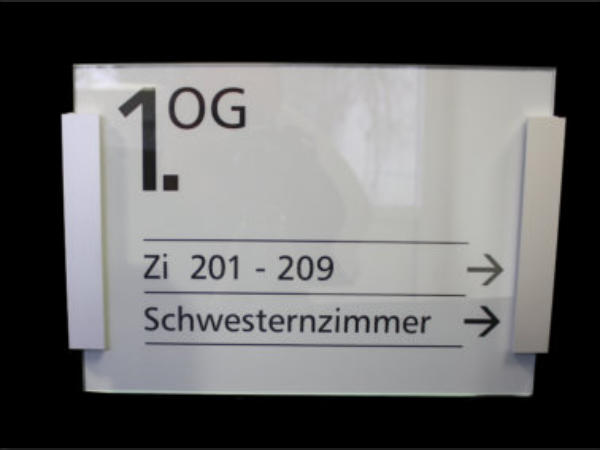 1. OG
Zi 201 - 209 →
Schwesternzimmer →